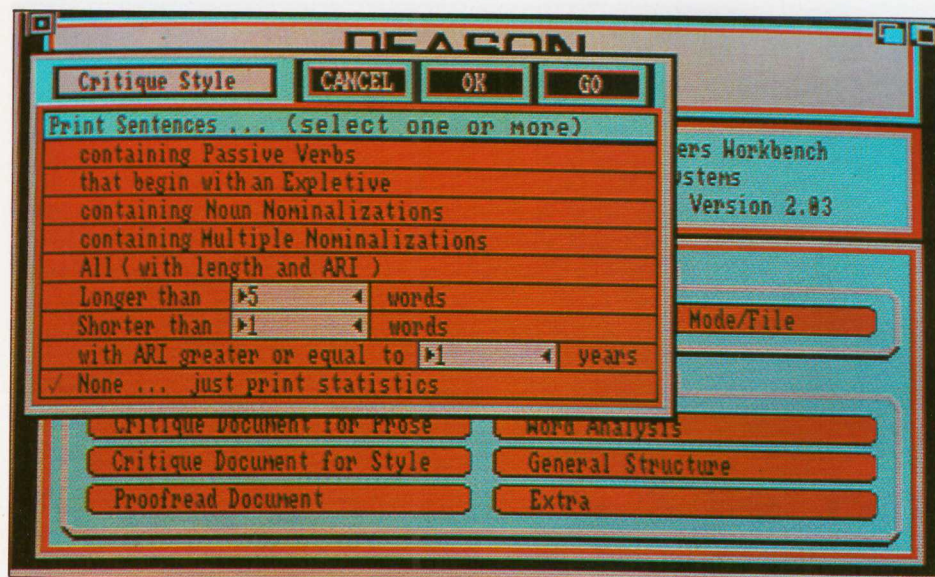 REASON
Critique Style
CANCEL
OK
GO
Print Sentences ... (select one or more)
containing Passive Verbs
that begin with an Expletive
containing Noun Nominalizations
containing Multiple Nominalizations
All ( with length and ARI )
Longer than 5 words
Shorter than 1 words
with ARI greater or equal to 1 years
✓ None ... just print statistics
ers Workbench
ystems
Version 2.03
Mode/File
Critique Document for Prose
Word Analysis
Critique Document for Style
General Structure
Proofread Document
Extra